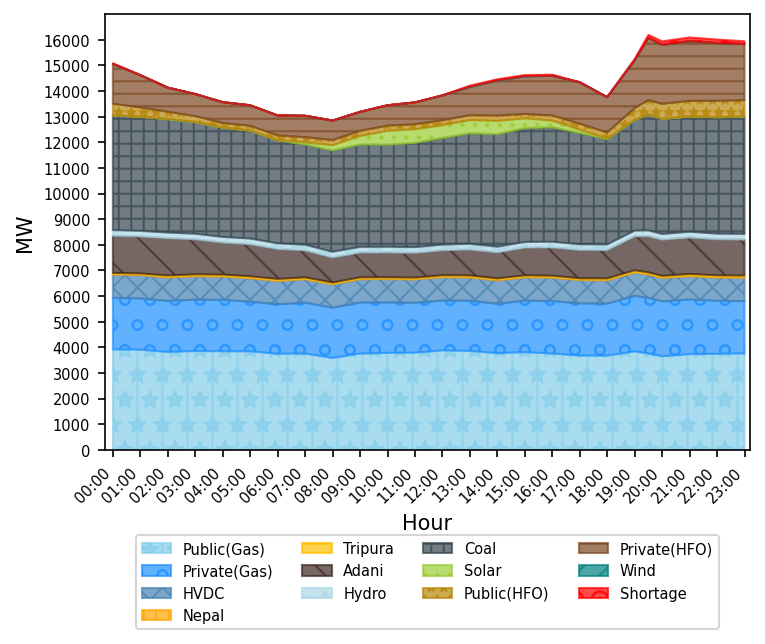 16000
15000
14000
13000
12000
11000
10000
9000
8000
7000
6000
5000
4000
3000
2000
1000
0
MW
00:00 01:00 02:00 03:00 04:00 05:00 06:00 07:00 08:00 09:00 10:00 11:00 12:00 13:00 14:00 15:00 16:00 17:00 18:00 19:00 20:00 21:00 22:00 23:00
Hour
Public(Gas) Tripura Coal Private(HFO)
Private(Gas) Adani Solar Wind
HVDC Hydro Public(HFO) Shortage
Nepal